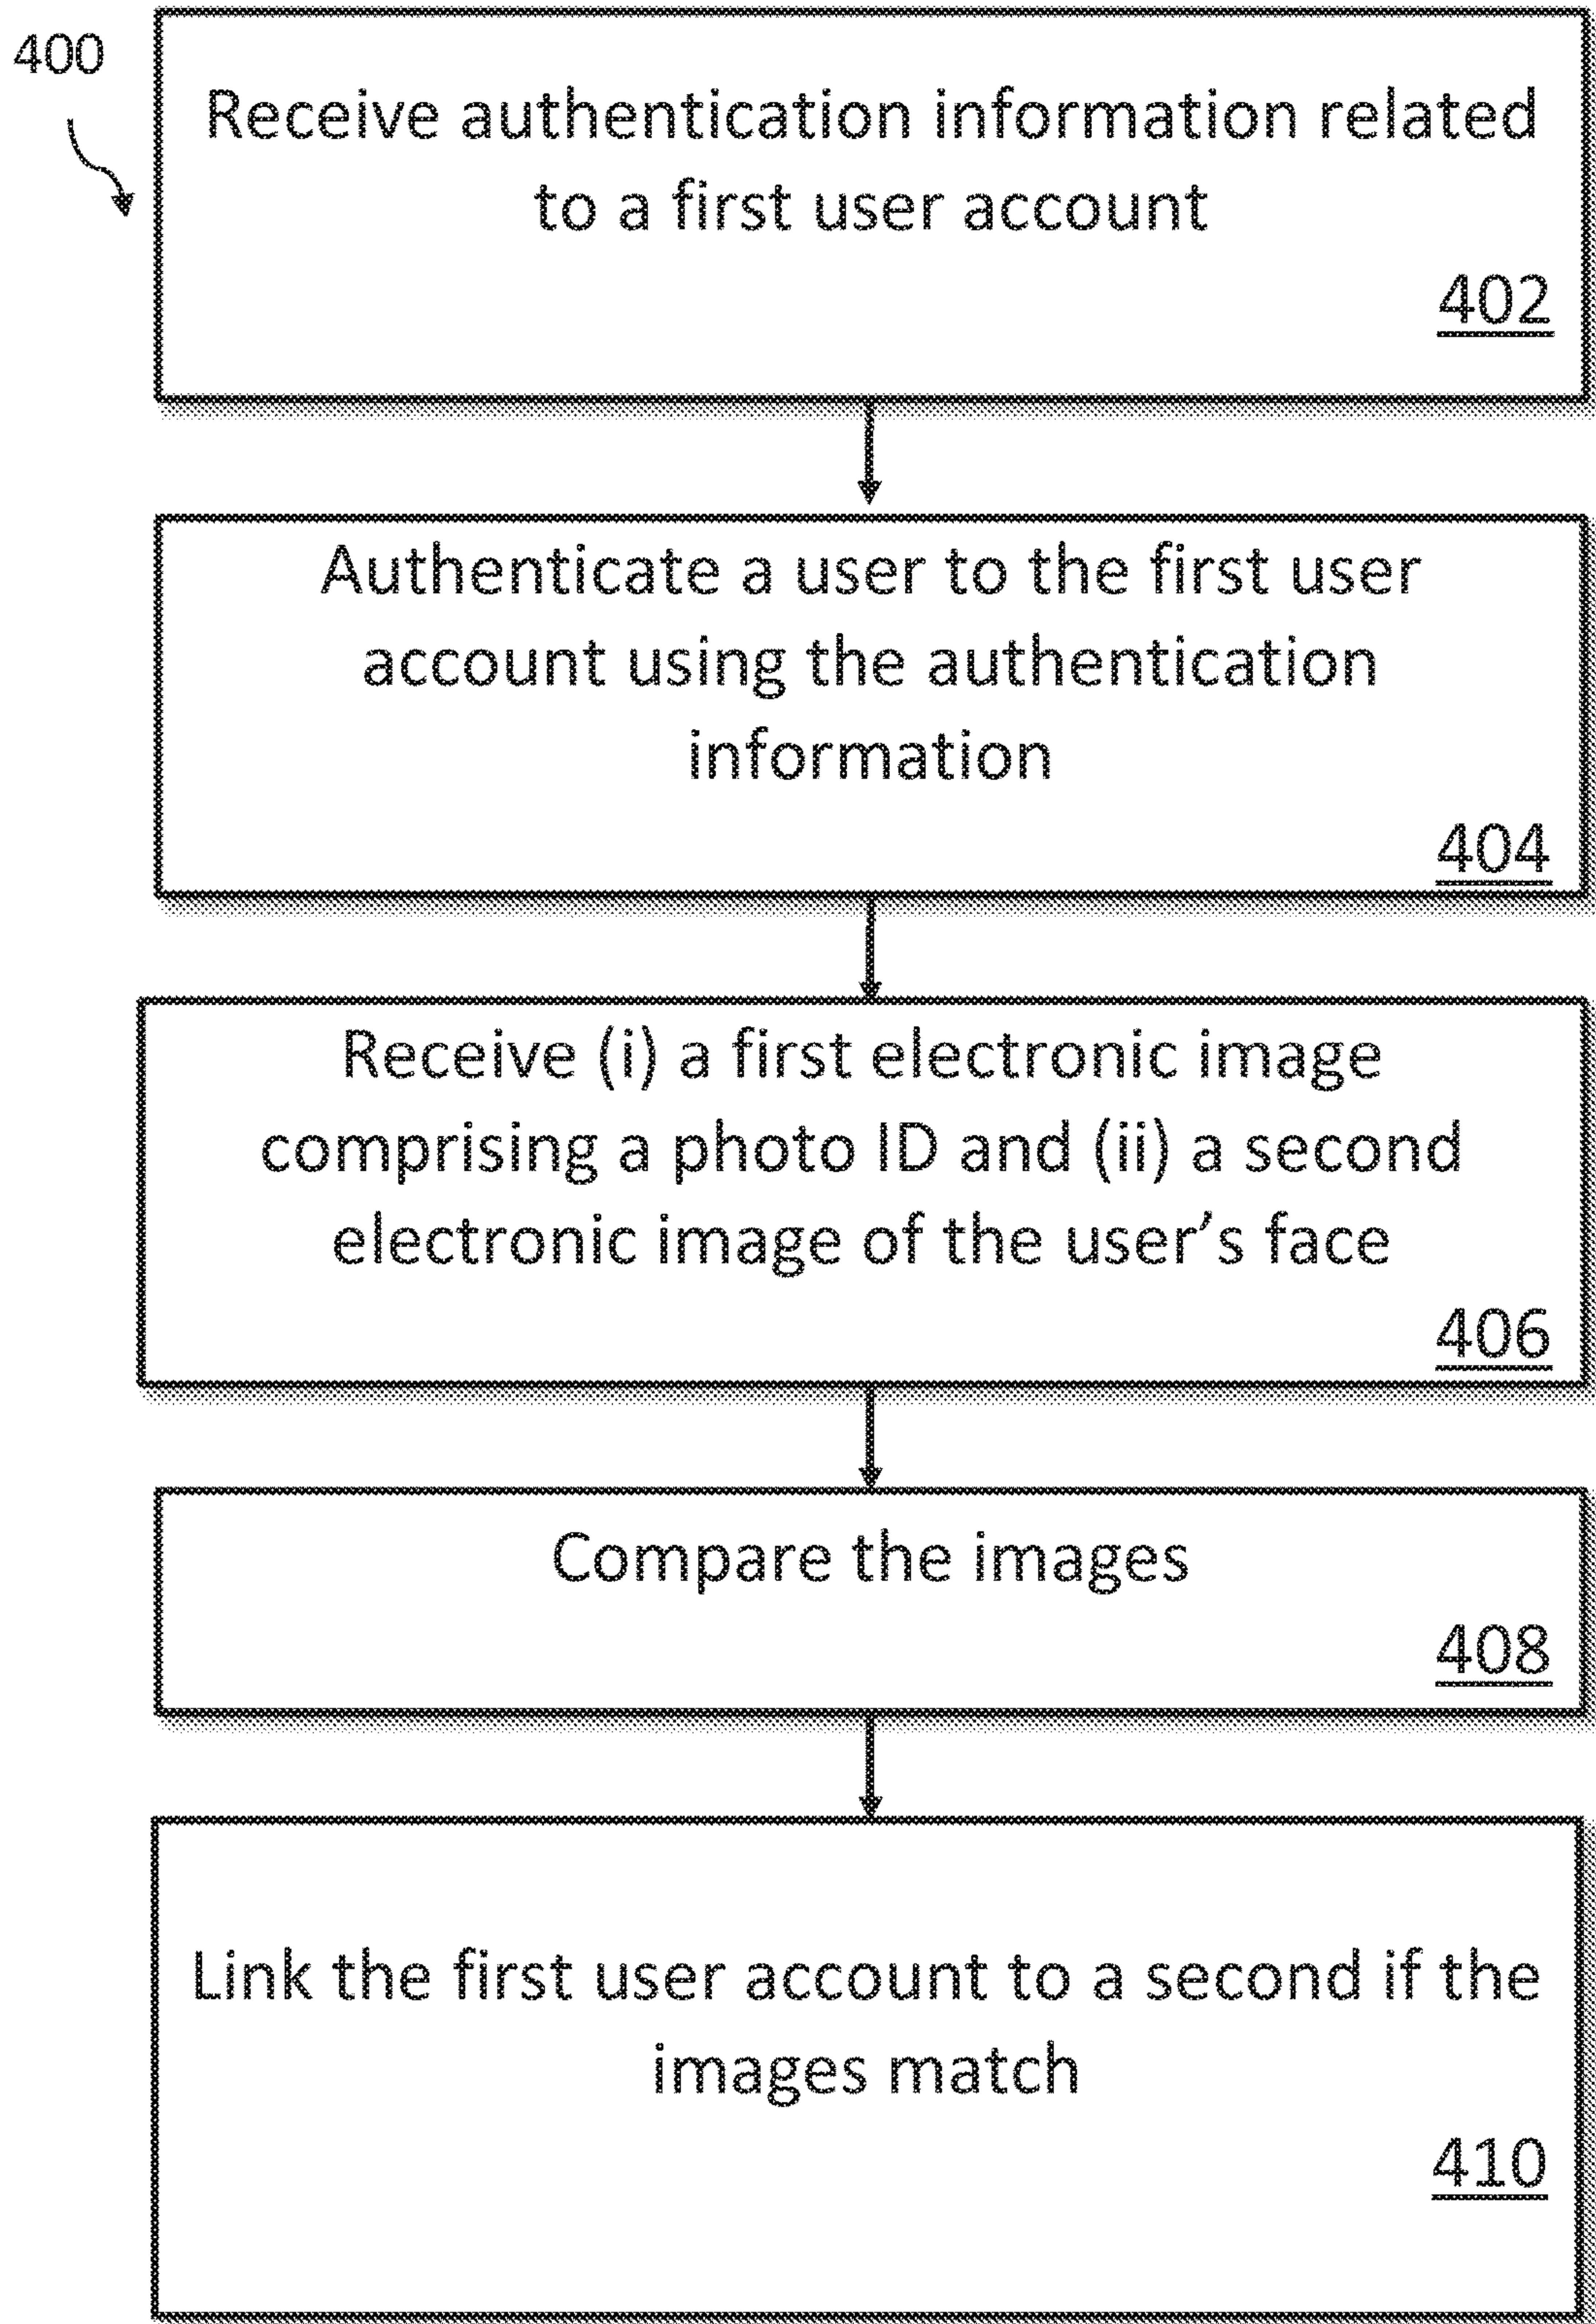 400
Receive authentication information related
to a first user account
402
Authenticate a user to the first user
account using the authentication
information
404
Receive (i) a first electronic image
comprising a photo ID and (ii) a second
electronic image of the user's face
406
Compare the images
408
Link the first user account to a second if the
images match
410